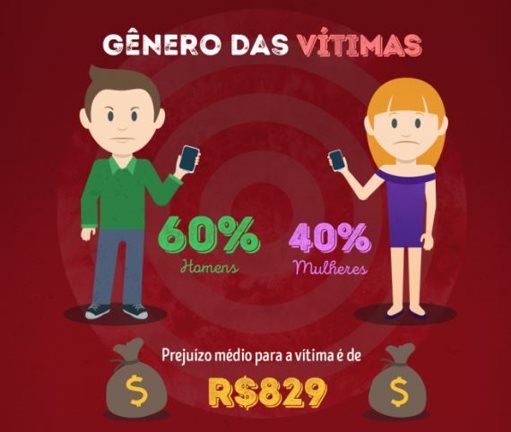 GÊNERO DAS VÍTIMAS
60% 40%
Homens Mulheres
Prejuízo médio para a vítima é de
$ R$829 $